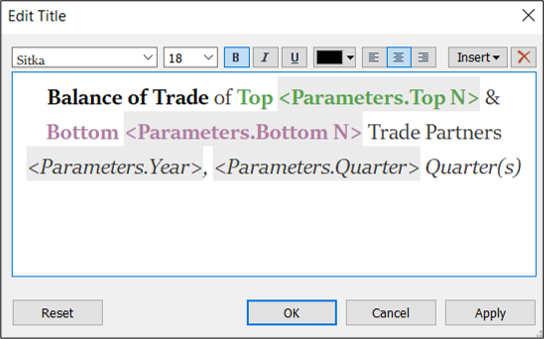 Edit Title
Sitka 18 B I U Insert
Balance of Trade of Top <Parameters.Top N> &
Bottom <Parameters.Bottom N> Trade Partners
<Parameters.Year>, <Parameters.Quarter> Quarter(s)
Reset OK Cancel Apply